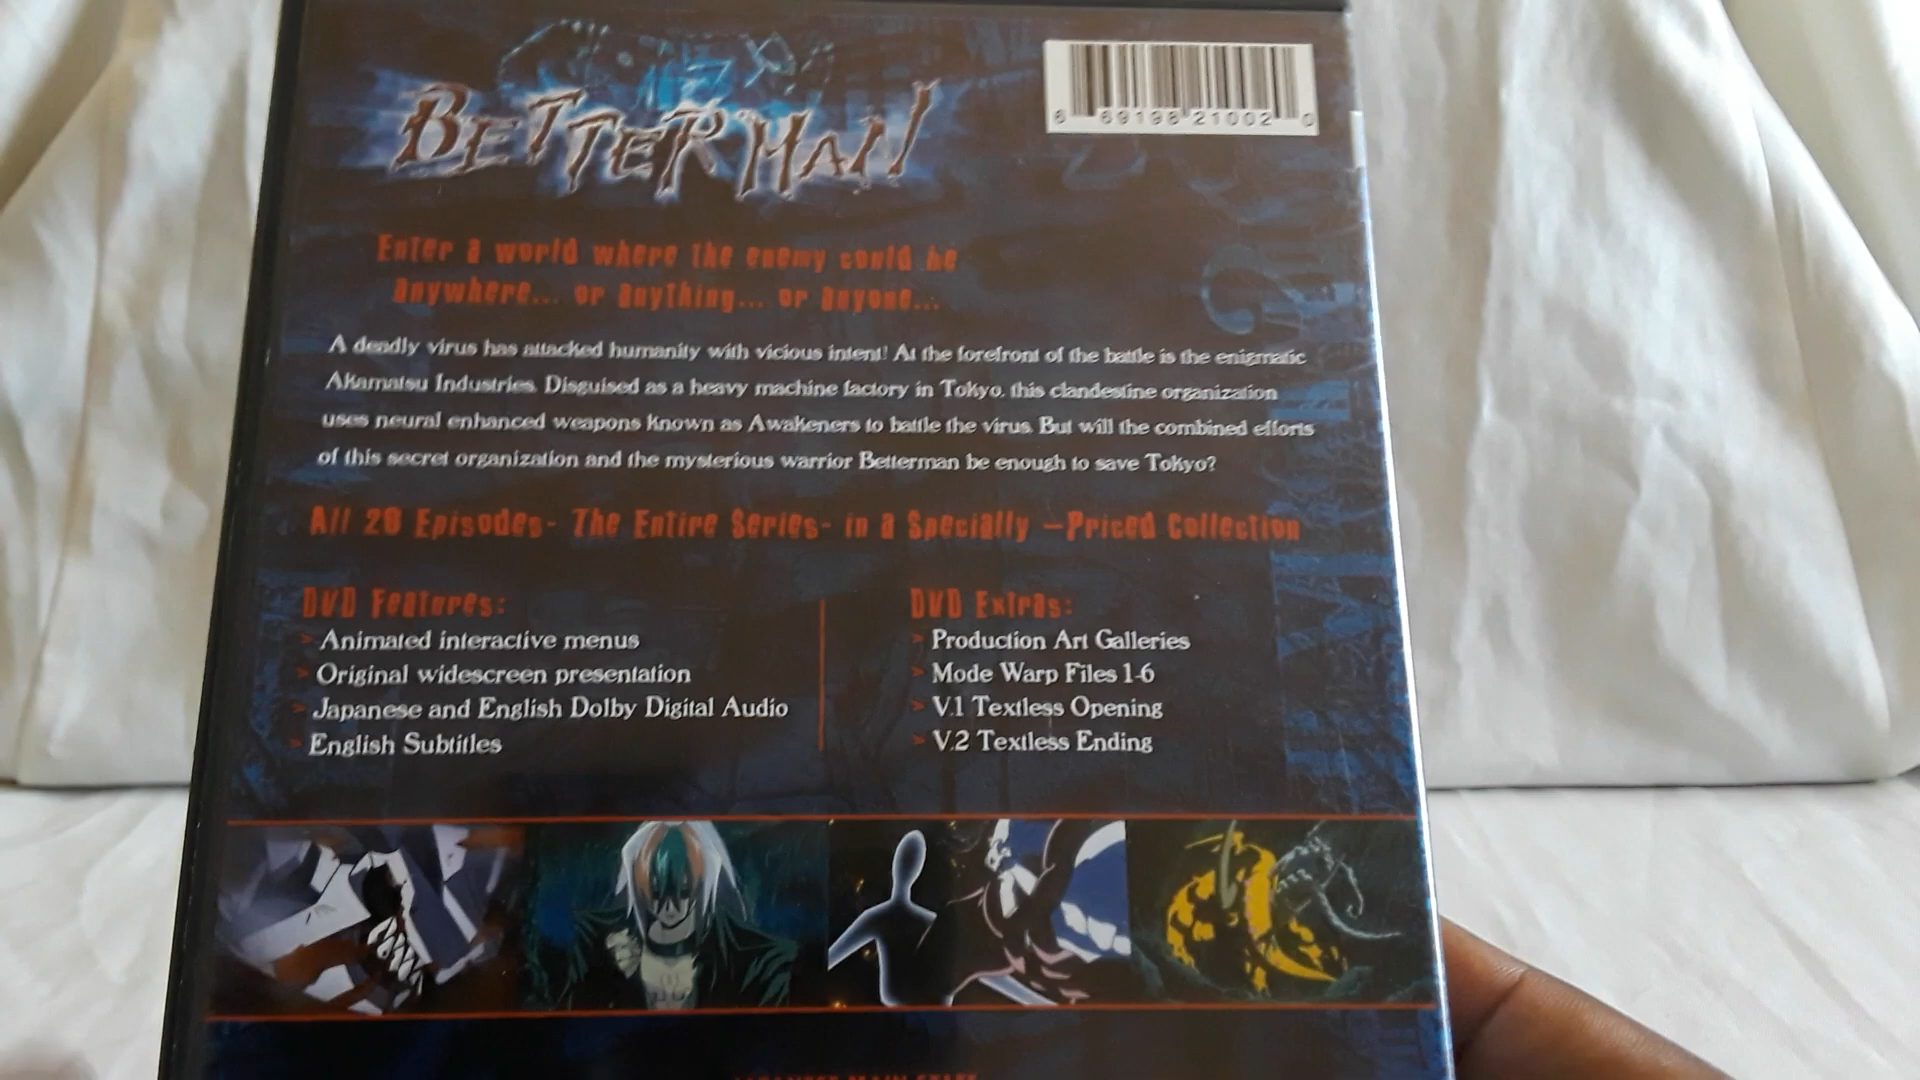 BETTERMAN
6 69198 21002 0
Enter a world where the enemy could be
anywhere... or anything... or anyone...
A deadly virus has attacked humanity with vicious intent! At the forefront of the battle is the enigmatic
Akamatsu Industries. Disguised as a heavy machine factory in Tokyo, this clandestine organization
uses neural enhanced weapons known as Awakeners to battle the virus. But will the combined efforts
of this secret organization and the mysterious warrior Betterman be enough to save Tokyo?
All 26 Episodes- The Entire Series- in a Specially -Priced Collection
DVD Features:
> Animated interactive menus
> Original widescreen presentation
> Japanese and English Dolby Digital Audio
> English Subtitles
DVD Extras:
> Production Art Galleries
> Mode Warp Files 1-6
> V.1 Textless Opening
> V.2 Textless Ending